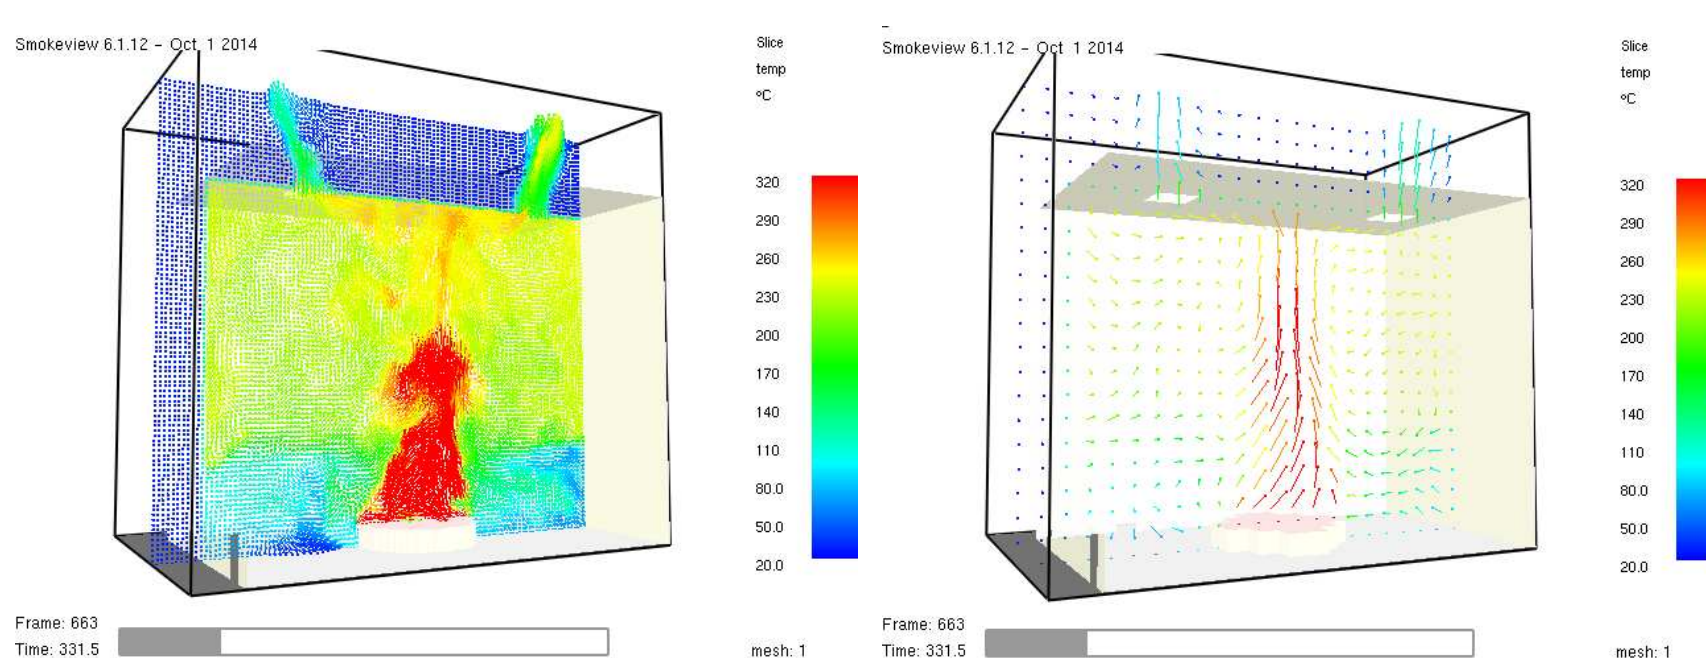 Smokeview 6.1.12 - Oct 1 2014
Slice
temp
°C
320
290
260
230
200
170
140
110
80.0
50.0
20.0
Frame: 663
Time: 331.5
mesh: 1
Smokeview 6.1.12 - Oct 1 2014
Slice
temp
°C
320
290
260
230
200
170
140
110
80.0
50.0
20.0
Frame: 663
Time: 331.5
mesh: 1